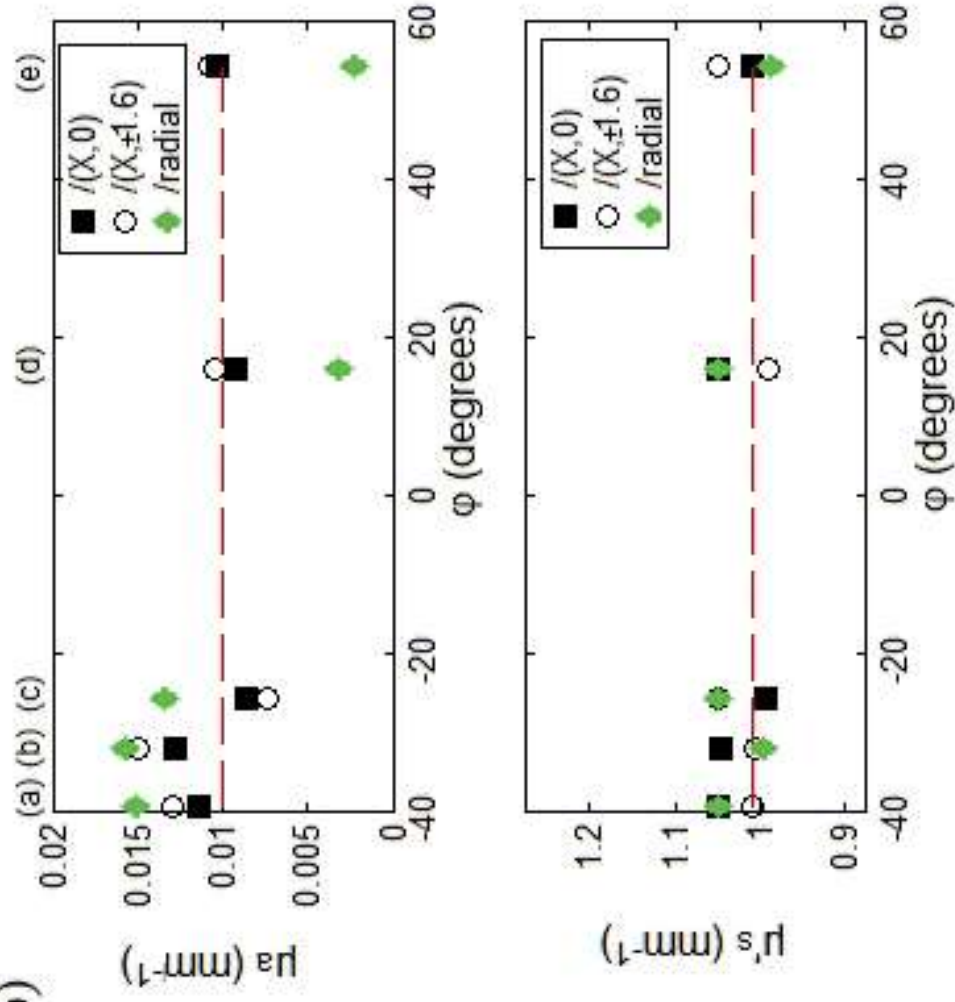 (a) (b) (c) (d) (e)
0.02
0.015
0.01
0.005
0
μa (mm⁻¹)
/(X,0)
/(X,±1.6)
/radial
-40 -20 0 20 40 60
φ (degrees)
1.2
1.1
1
0.9
μ's (mm⁻¹)
/(X,0)
/(X,±1.6)
/radial
-40 -20 0 20 40 60
φ (degrees)